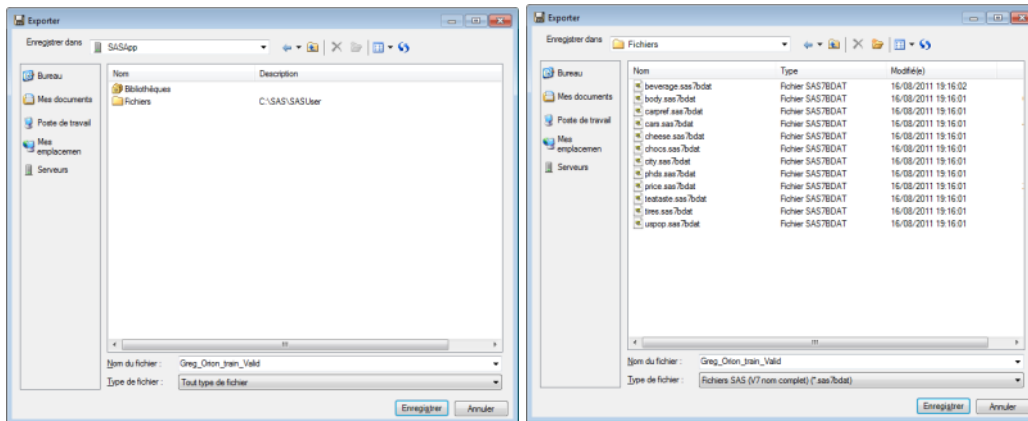 Exporter
Enregistrer dans SASApp
Bureau
Mes documents
Poste de travail
Mes emplacemen
Serveurs
Nom Description
Bibliothèques
Fichiers C:\SAS\SASUser
Nom du fichier : Greg_Orion_train_Valid
Type de fichier : Tout type de fichier
Enregistrer Annuler
Exporter
Enregistrer dans Fichiers
Bureau
Mes documents
Poste de travail
Mes emplacemen
Serveurs
Nom Type Modifié(e)
beverage.sas7bdat Fichier SAS7BDAT 16/08/2011 19:16:02
body.sas7bdat Fichier SAS7BDAT 16/08/2011 19:16:01
carpref.sas7bdat Fichier SAS7BDAT 16/08/2011 19:16:01
cars.sas7bdat Fichier SAS7BDAT 16/08/2011 19:16:01
cheese.sas7bdat Fichier SAS7BDAT 16/08/2011 19:16:01
chocs.sas7bdat Fichier SAS7BDAT 16/08/2011 19:16:01
city.sas7bdat Fichier SAS7BDAT 16/08/2011 19:16:01
phds.sas7bdat Fichier SAS7BDAT 16/08/2011 19:16:01
price.sas7bdat Fichier SAS7BDAT 16/08/2011 19:16:01
teataste.sas7bdat Fichier SAS7BDAT 16/08/2011 19:16:01
tires.sas7bdat Fichier SAS7BDAT 16/08/2011 19:16:01
uspop.sas7bdat Fichier SAS7BDAT 16/08/2011 19:16:01
Nom du fichier : Greg_Orion_train_Valid
Type de fichier : Fichiers SAS (V7 nom complet) (*.sas7bdat)
Enregistrer Annuler